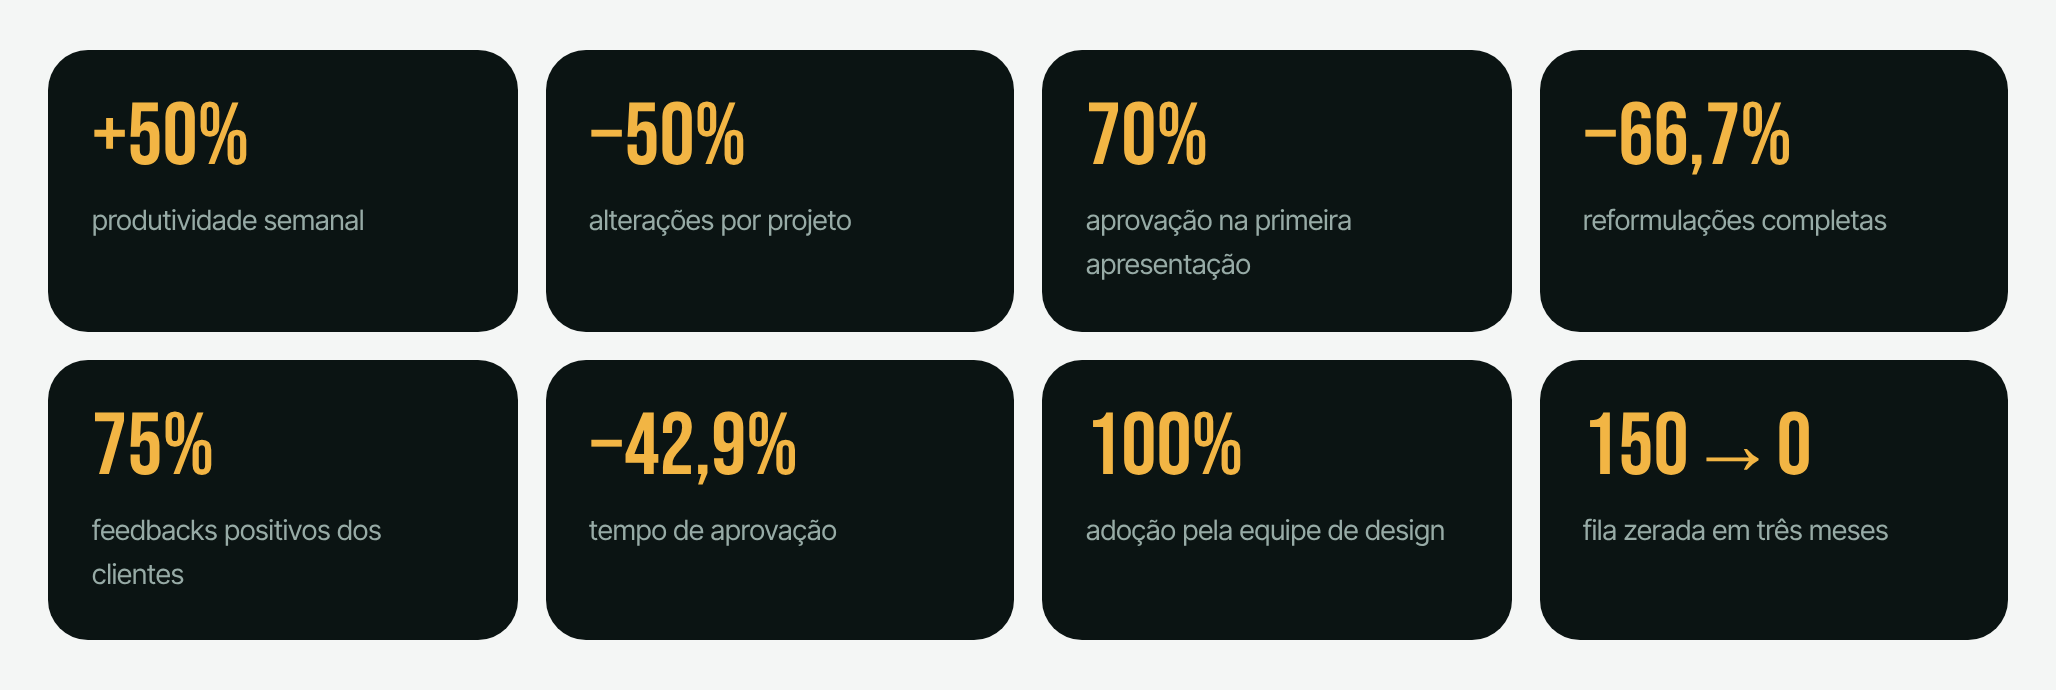 +50%
produtividade semanal
−50%
alterações por projeto
70%
aprovação na primeira
apresentação
−66,7%
reformulações completas
75%
feedbacks positivos dos
clientes
−42,9%
tempo de aprovação
100%
adoção pela equipe de design
150 → 0
fila zerada em três meses